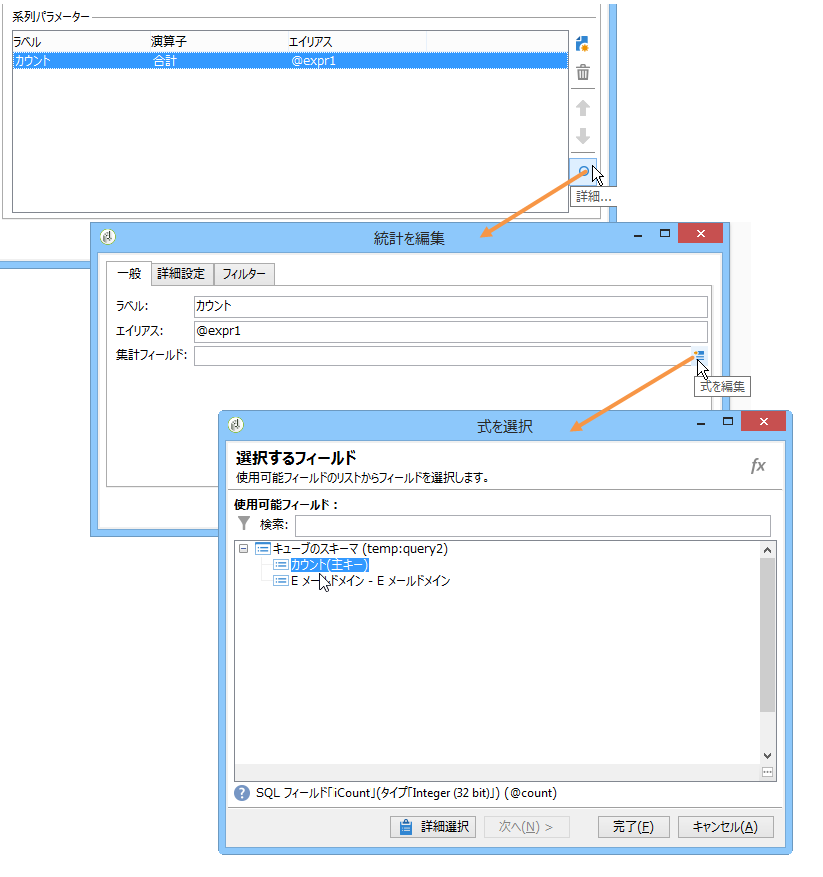 系列パラメーター
ラベル 演算子 エイリアス
カウント 合計 @expr1
詳細...
統計を編集
一般 詳細設定 フィルター
ラベル: カウント
エイリアス: @expr1
集計フィールド:
式を編集
式を選択
選択するフィールド
使用可能フィールドのリストからフィールドを選択します。
fx
使用可能フィールド：
検索:
キューブのスキーマ (temp:query2)
カウント(主キー)
E メールドメイン - E メールドメイン
SQL フィールド「iCount」(タイプ「Integer (32 bit)」) (@count)
詳細選択 次へ(N) > 完了(F) キャンセル(A)